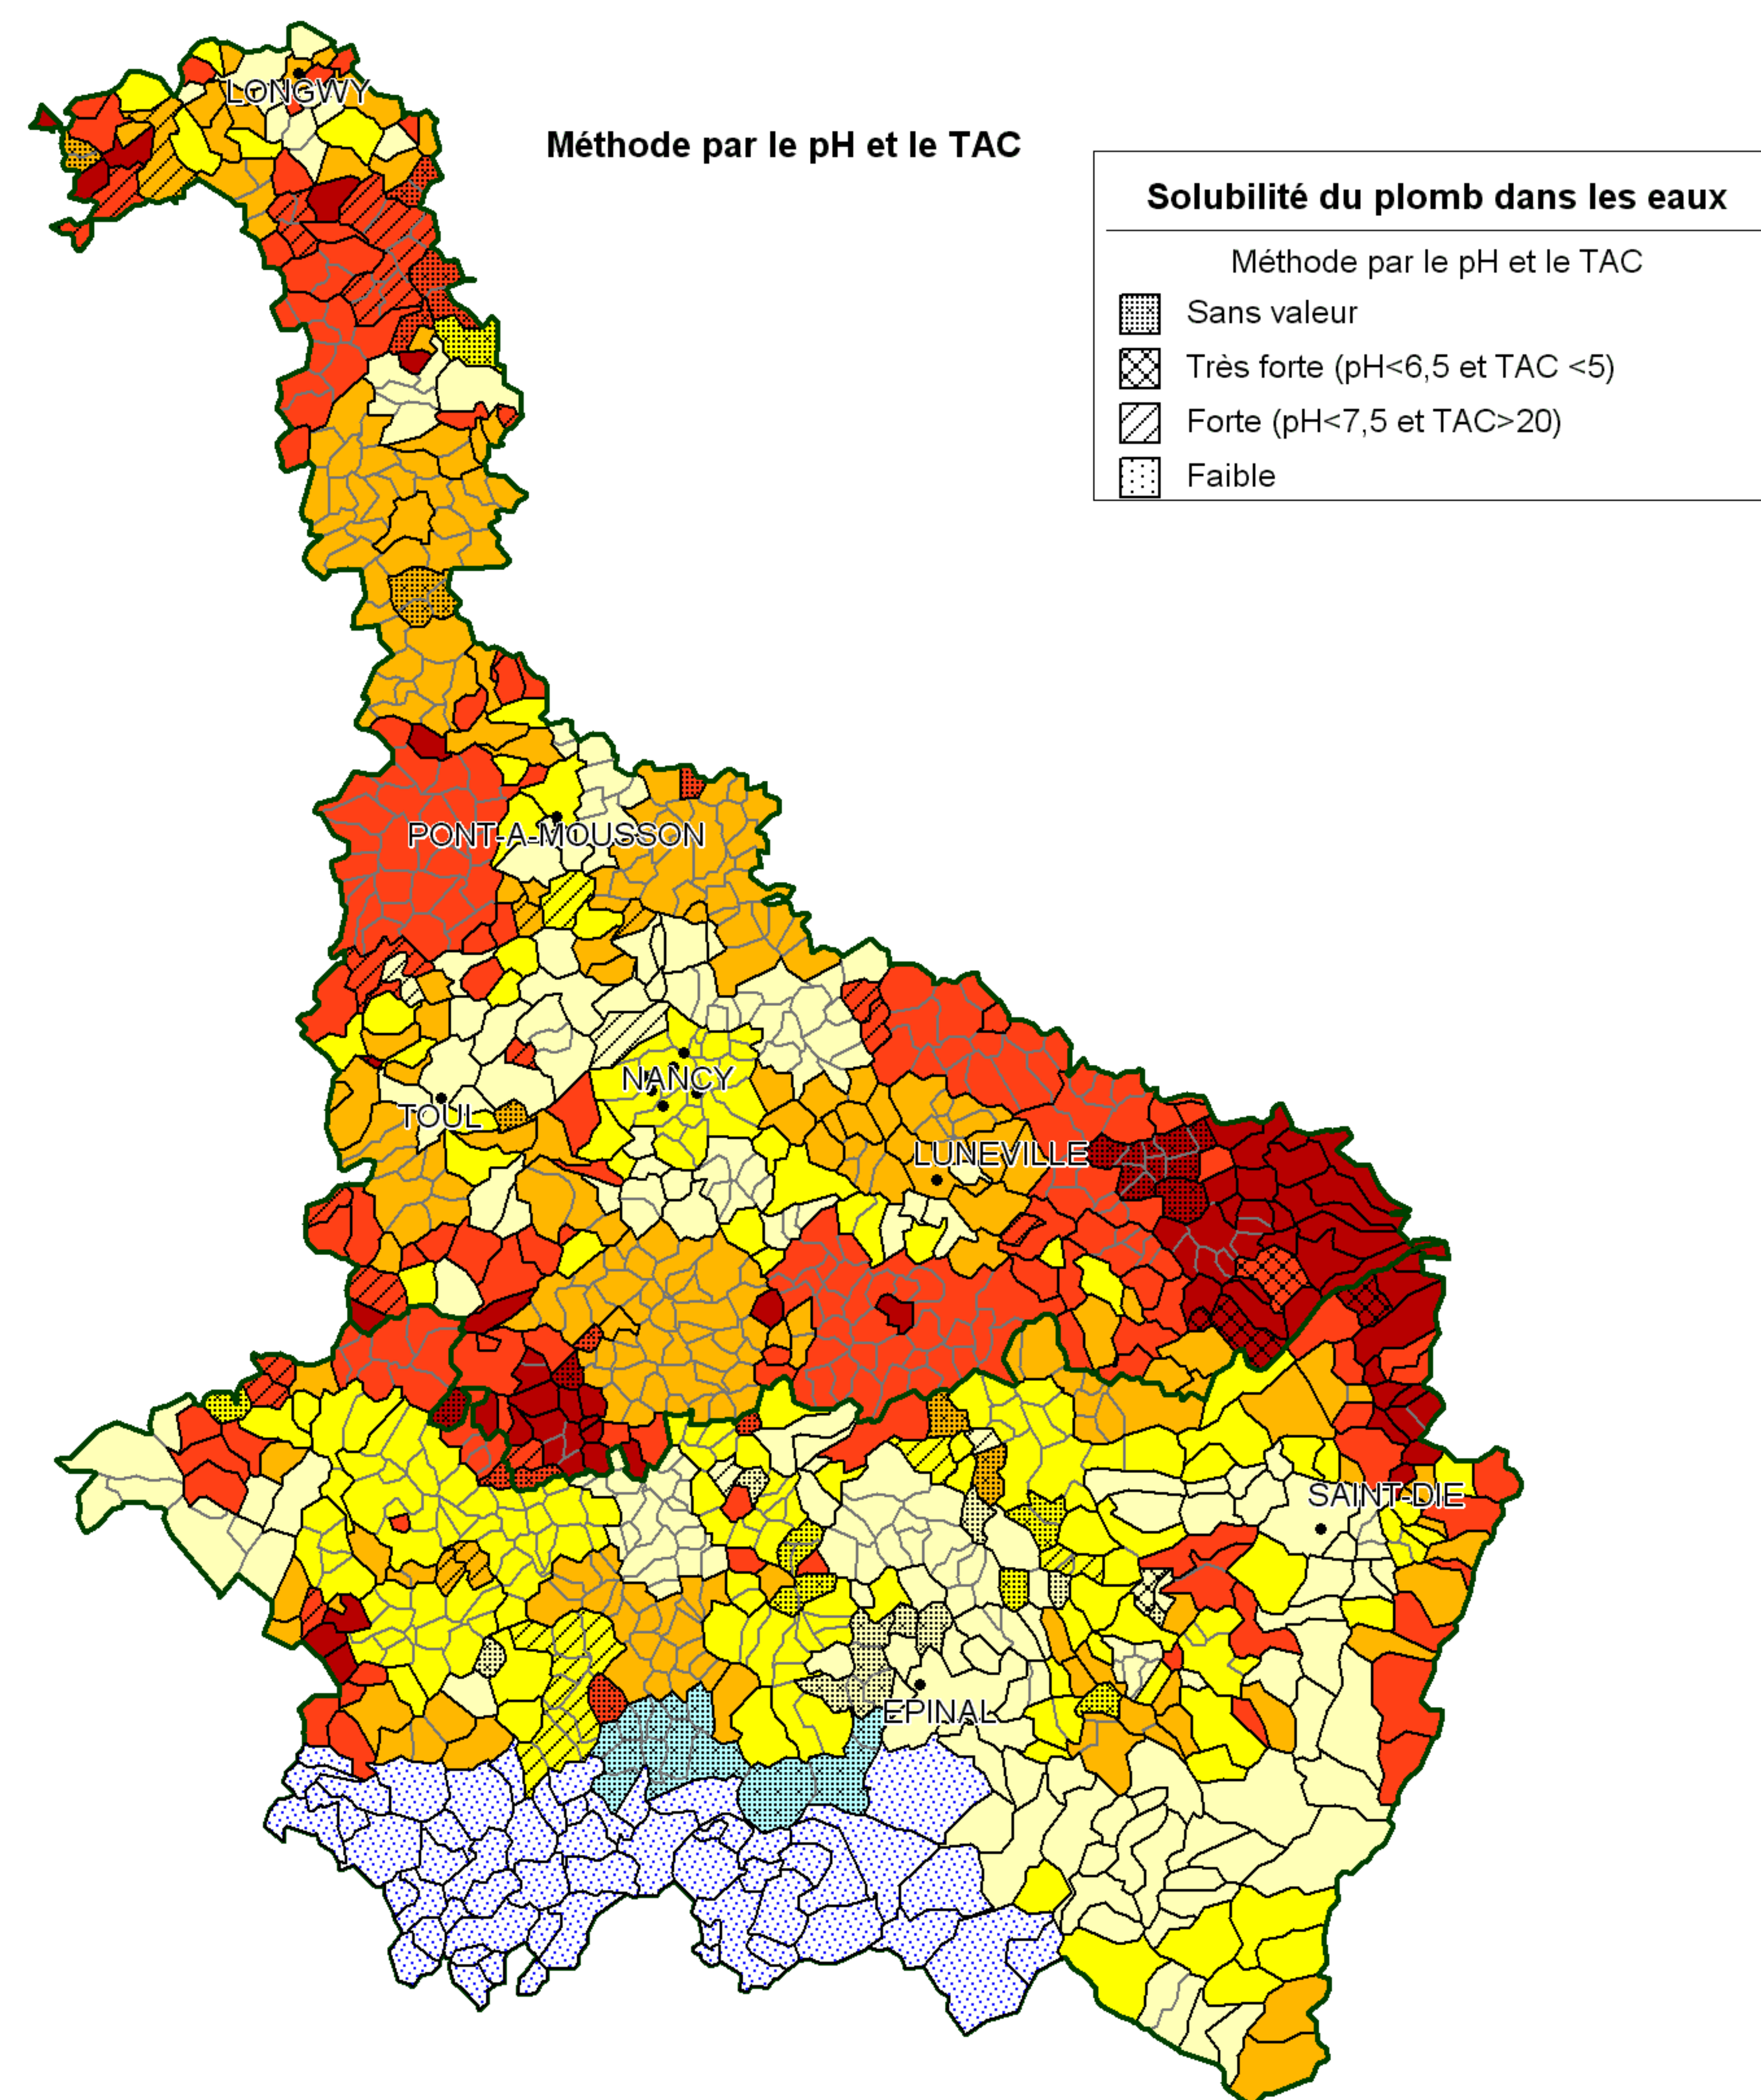 LONGWY
Méthode par le pH et le TAC
Solubilité du plomb dans les eaux
Méthode par le pH et le TAC
Sans valeur
Très forte (pH<6,5 et TAC <5)
Forte (pH<7,5 et TAC>20)
Faible
PONT-A-MOUSSON
NANCY
TOUL
LUNEVILLE
SAINT-DIE
EPINAL